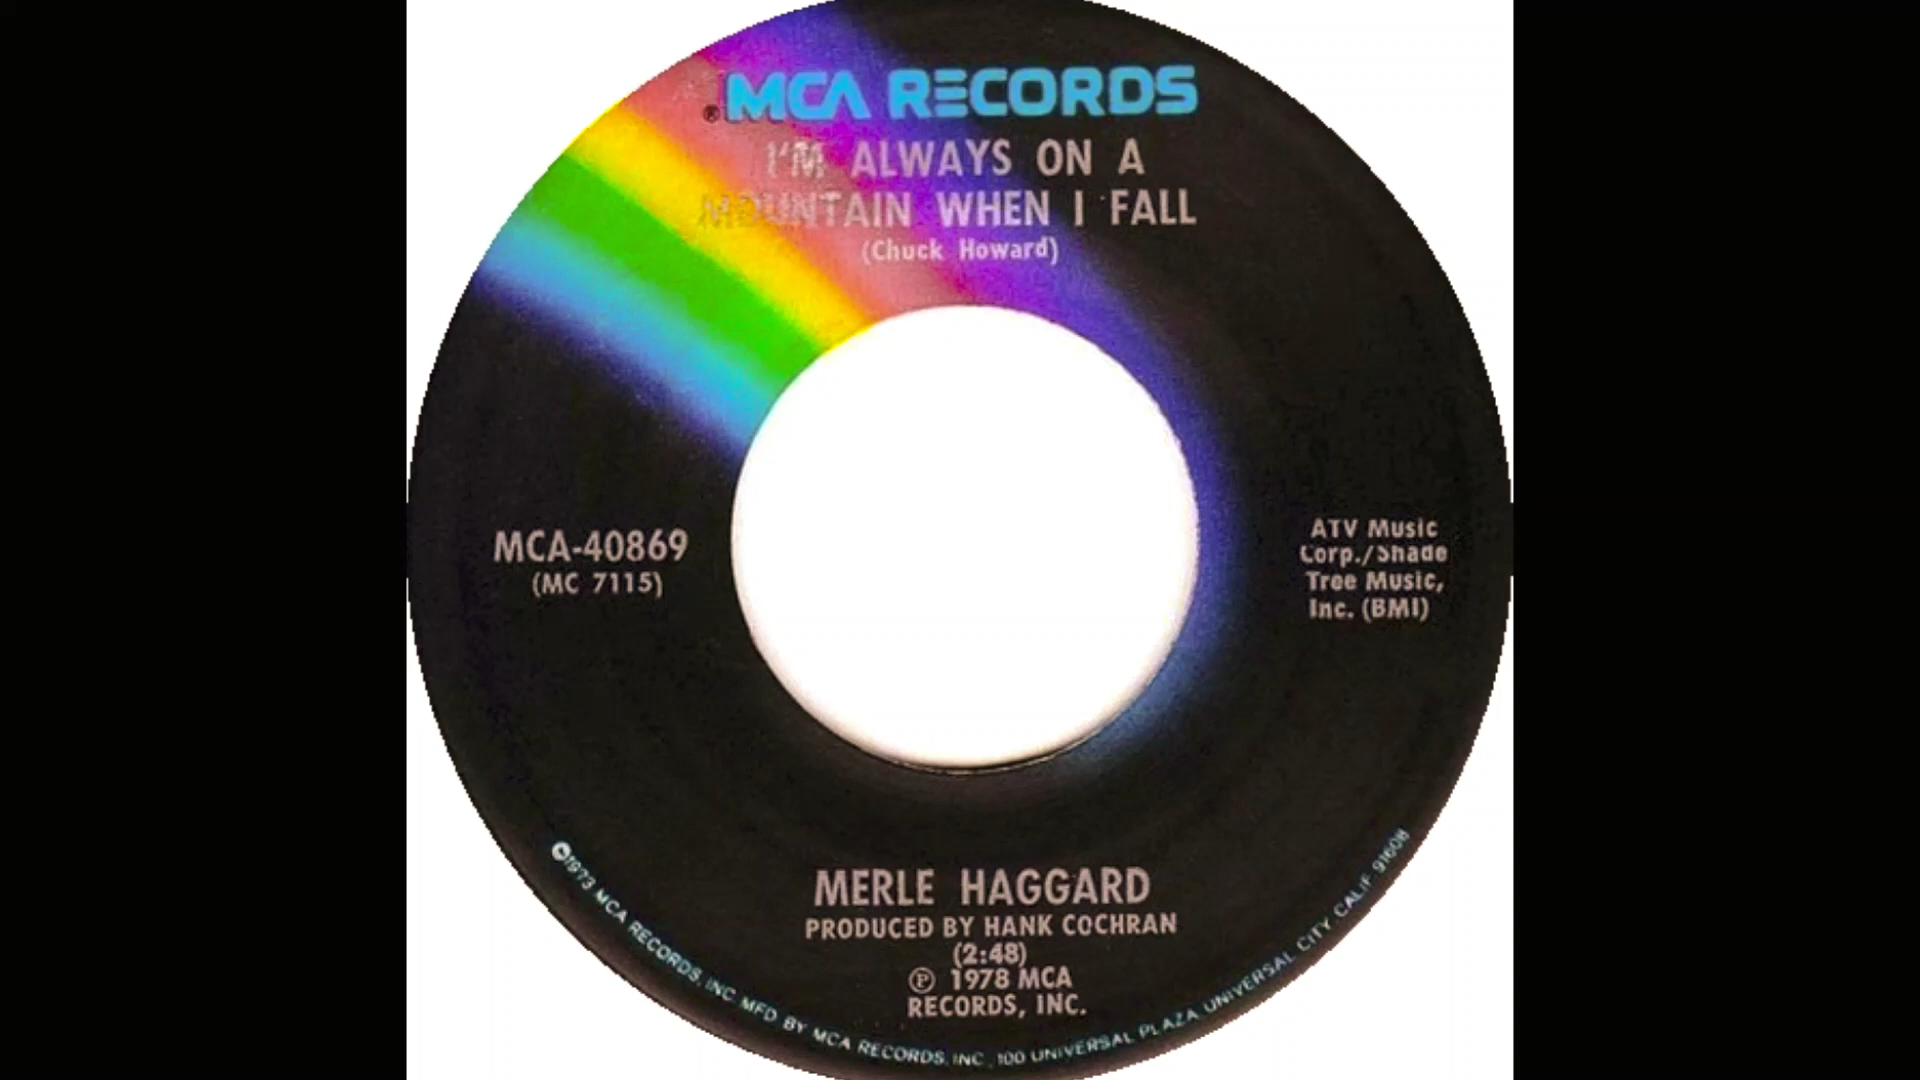 ® MCA RECORDS
I'M ALWAYS ON A
MOUNTAIN WHEN I FALL
(Chuck Howard)
MCA-40869
(MC 7115)
ATV Music
Corp./Shade
Tree Music,
Inc. (BMI)
MERLE HAGGARD
PRODUCED BY HANK COCHRAN
(2:48)
℗ 1978 MCA
RECORDS, INC.
©1973 MCA RECORDS, INC MFD BY MCA RECORDS, INC., 100 UNIVERSAL PLAZA UNIVERSAL CITY, CALIF 91608